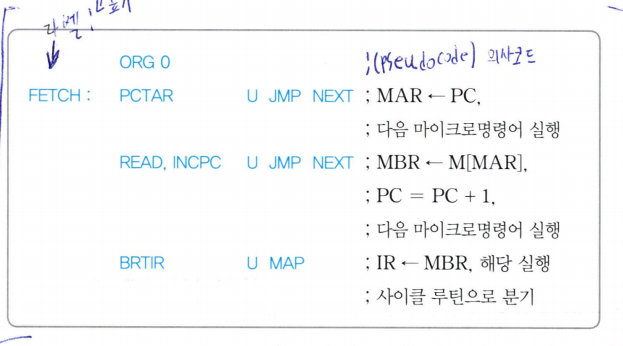 라벨;
ORG 0 ;(pseudocode) 의사코드
FETCH : PCTAR U JMP NEXT ; MAR ← PC,
; 다음 마이크로명령어 실행
READ, INCPC U JMP NEXT ; MBR ← M[MAR],
; PC = PC + 1,
; 다음 마이크로명령어 실행
BRTIR U MAP ; IR ← MBR, 해당 실행
; 사이클 루틴으로 분기